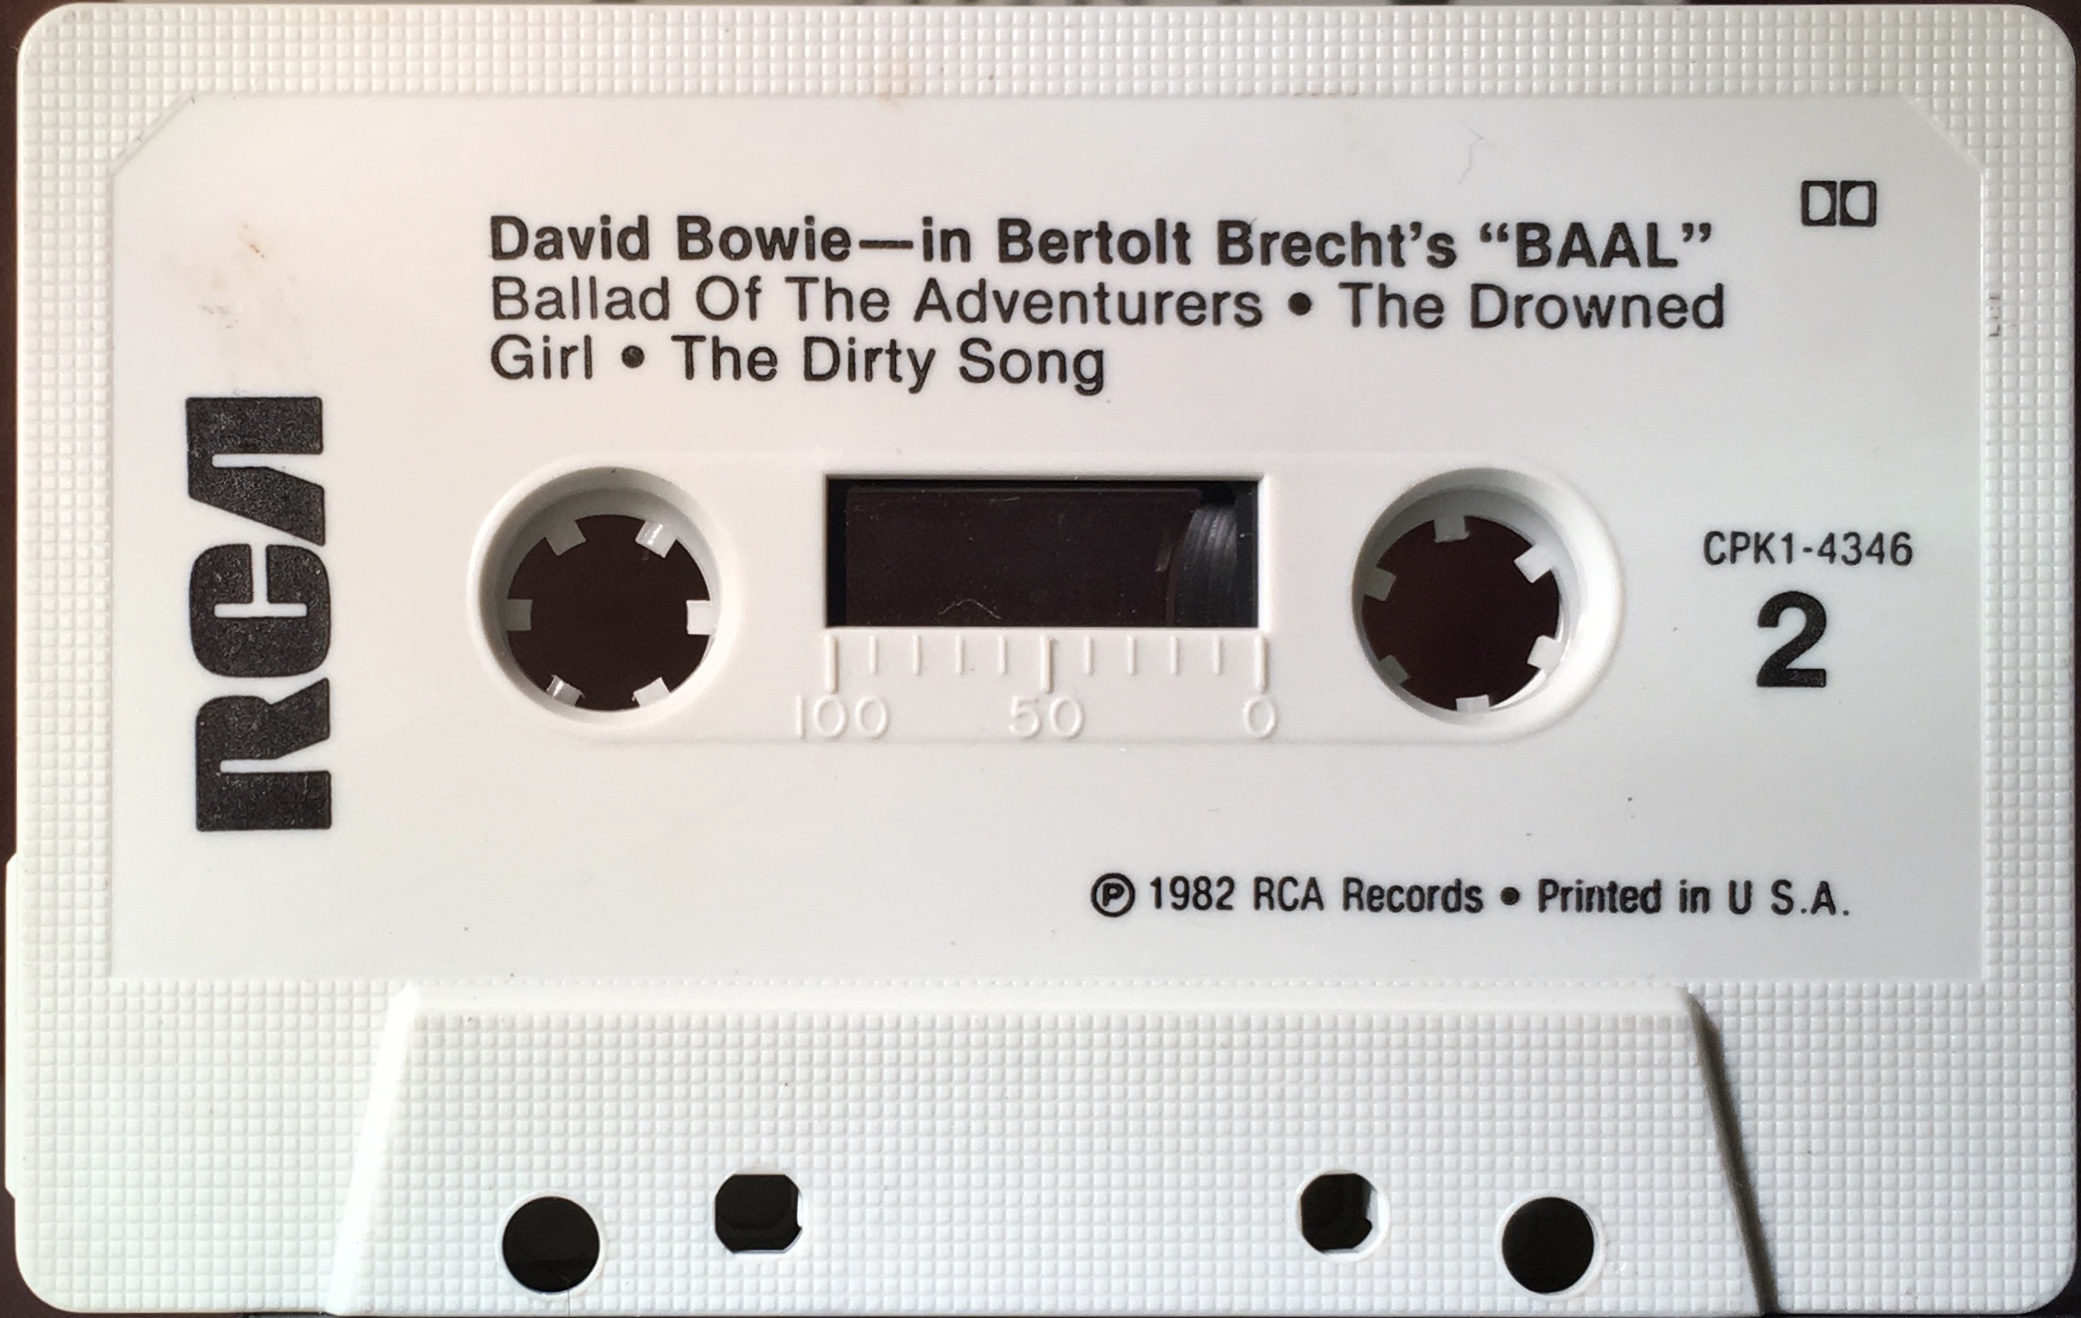 David Bowie—in Bertolt Brecht's “BAAL”
Ballad Of The Adventurers • The Drowned
Girl • The Dirty Song
RCA
CPK1-4346
2
100 50 0
℗ 1982 RCA Records • Printed in U S.A.